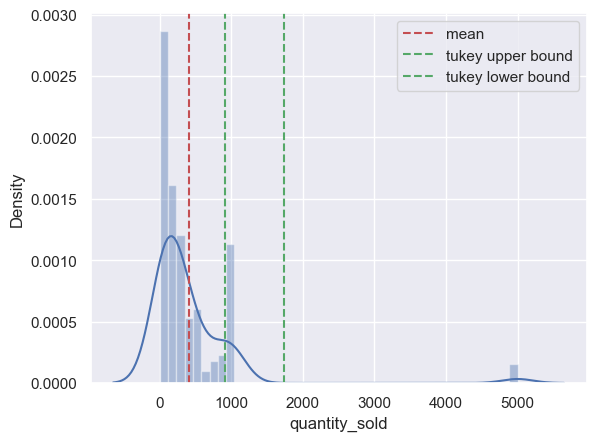 mean
tukey upper bound
tukey lower bound
0.0030
0.0025
0.0020
0.0015
0.0010
0.0005
0.0000
Density
0 1000 2000 3000 4000 5000
quantity_sold